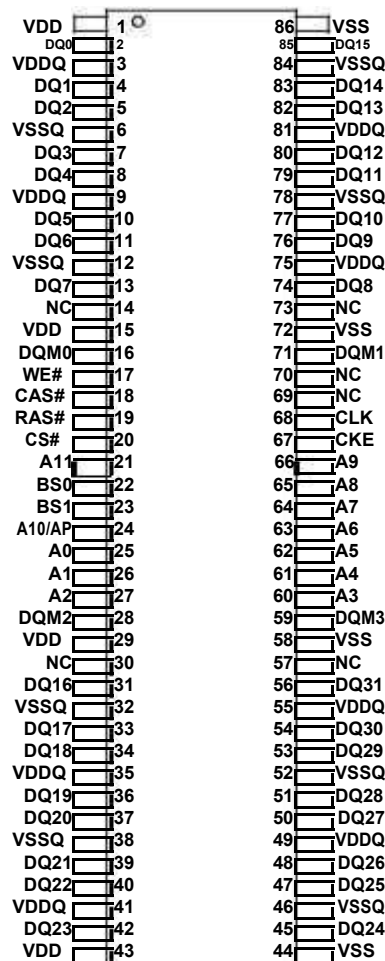 VDD 1 86 VSS
DQ0 2 85 DQ15
VDDQ 3 84 VSSQ
DQ1 4 83 DQ14
DQ2 5 82 DQ13
VSSQ 6 81 VDDQ
DQ3 7 80 DQ12
DQ4 8 79 DQ11
VDDQ 9 78 VSSQ
DQ5 10 77 DQ10
DQ6 11 76 DQ9
VSSQ 12 75 VDDQ
DQ7 13 74 DQ8
NC 14 73 NC
VDD 15 72 VSS
DQM0 16 71 DQM1
WE# 17 70 NC
CAS# 18 69 NC
RAS# 19 68 CLK
CS# 20 67 CKE
A11 21 66 A9
BS0 22 65 A8
BS1 23 64 A7
A10/AP 24 63 A6
A0 25 62 A5
A1 26 61 A4
A2 27 60 A3
DQM2 28 59 DQM3
VDD 29 58 VSS
NC 30 57 NC
DQ16 31 56 DQ31
VSSQ 32 55 VDDQ
DQ17 33 54 DQ30
DQ18 34 53 DQ29
VDDQ 35 52 VSSQ
DQ19 36 51 DQ28
DQ20 37 50 DQ27
VSSQ 38 49 VDDQ
DQ21 39 48 DQ26
DQ22 40 47 DQ25
VDDQ 41 46 VSSQ
DQ23 42 45 DQ24
VDD 43 44 VSS